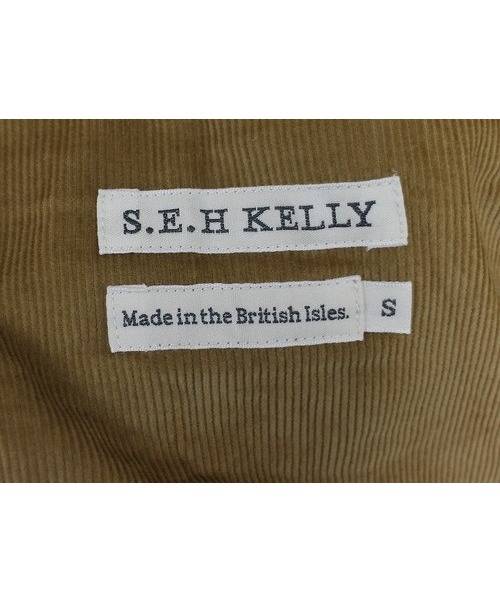 S.E.H KELLY
Made in the British Isles.
S